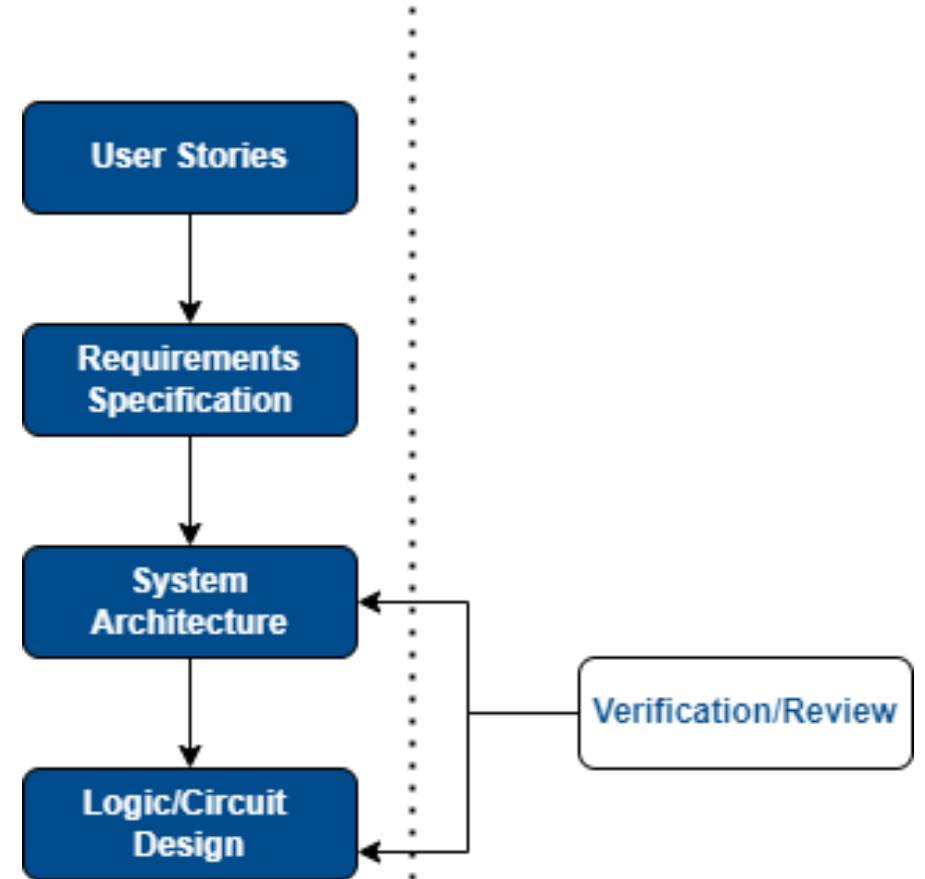 User Stories
Requirements
Specification
System
Architecture
Verification/Review
Logic/Circuit
Design